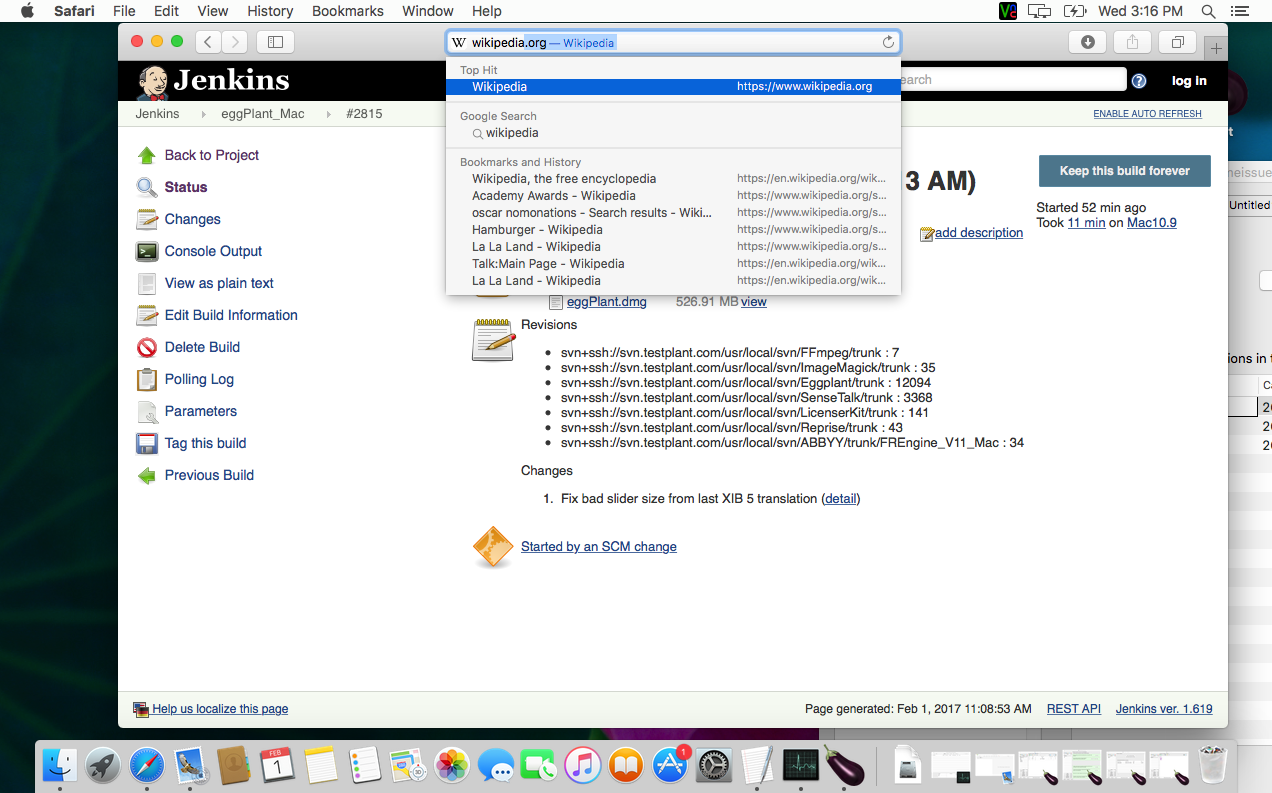 Safari File Edit View History Bookmarks Window Help Wed 3:16 PM
wikipedia.org — Wikipedia
Top Hit
Wikipedia https://www.wikipedia.org
Google Search
wikipedia
Bookmarks and History
Wikipedia, the free encyclopedia https://en.wikipedia.org/wik...
Academy Awards - Wikipedia https://www.wikipedia.org/s...
oscar nomonations - Search results - Wiki... https://www.wikipedia.org/s...
Hamburger - Wikipedia https://www.wikipedia.org/s...
La La Land - Wikipedia https://www.wikipedia.org/s...
Talk:Main Page - Wikipedia https://en.wikipedia.org/wik...
La La Land - Wikipedia https://en.wikipedia.org/wik...
Jenkins earch log in
Jenkins eggPlant_Mac #2815 ENABLE AUTO REFRESH
Back to Project
Status
Changes
Console Output
View as plain text
Edit Build Information
Delete Build
Polling Log
Parameters
Tag this build
Previous Build
3 AM)
Keep this build forever
Started 52 min ago
Took 11 min on Mac10.9
add description
eggPlant.dmg 526.91 MB view
Revisions
svn+ssh://svn.testplant.com/usr/local/svn/FFmpeg/trunk : 7
svn+ssh://svn.testplant.com/usr/local/svn/ImageMagick/trunk : 35
svn+ssh://svn.testplant.com/usr/local/svn/Eggplant/trunk : 12094
svn+ssh://svn.testplant.com/usr/local/svn/SenseTalk/trunk : 3368
svn+ssh://svn.testplant.com/usr/local/svn/LicenserKit/trunk : 141
svn+ssh://svn.testplant.com/usr/local/svn/Reprise/trunk : 43
svn+ssh://svn.testplant.com/usr/local/svn/ABBYY/trunk/FREngine_V11_Mac : 34
Changes
1. Fix bad slider size from last XIB 5 translation (detail)
Started by an SCM change
Help us localize this page Page generated: Feb 1, 2017 11:08:53 AM REST API Jenkins ver. 1.619
neissue
Untitled
ions in t
FEB
1
1